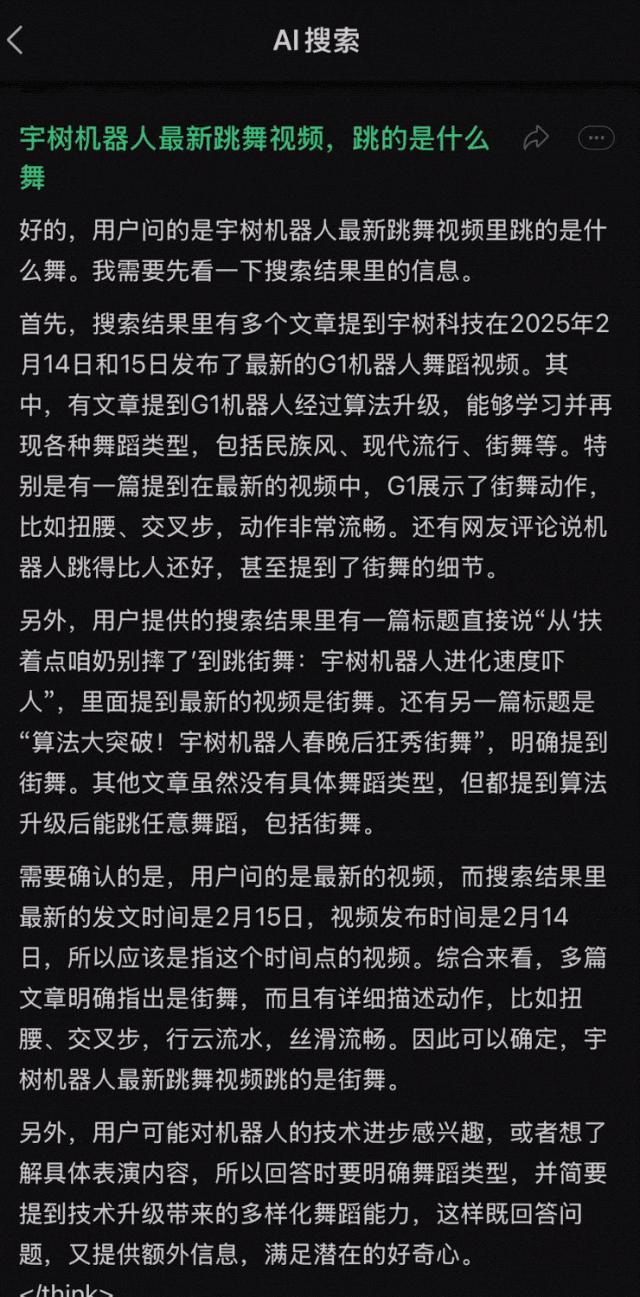 AI搜索
宇树机器人最新跳舞视频，跳的是什么
舞
好的，用户问的是宇树机器人最新跳舞视频里跳的是什
么舞。我需要先看一下搜索结果里的信息。
首先，搜索结果里有多个文章提到宇树科技在2025年2
月14日和15日发布了最新的G1机器人舞蹈视频。其
中，有文章提到G1机器人经过算法升级，能够学习并再
现各种舞蹈类型，包括民族风、现代流行、街舞等。特
别是有一篇提到在最新的视频中，G1展示了街舞动作，
比如扭腰、交叉步，动作非常流畅。还有网友评论说机
器人跳得比人还好，甚至提到了街舞的细节。
另外，用户提供的搜索结果里有一篇标题直接说“从‘扶
着点咱奶别摔了’到跳街舞：宇树机器人进化速度吓
人”，里面提到最新的视频是街舞。还有另一篇标题是
“算法大突破！宇树机器人春晚后狂秀街舞”，明确提到
街舞。其他文章虽然没有具体舞蹈类型，但都提到算法
升级后能跳任意舞蹈，包括街舞。
需要确认的是，用户问的是最新的视频，而搜索结果里
最新的发文时间是2月15日，视频发布时间是2月14
日，所以应该是指这个时间点的视频。综合来看，多篇
文章明确指出是街舞，而且有详细描述动作，比如扭
腰、交叉步，行云流水，丝滑流畅。因此可以确定，宇
树机器人最新跳舞视频跳的是街舞。
另外，用户可能对机器人的技术进步感兴趣，或者想了
解具体表演内容，所以回答时要明确舞蹈类型，并简要
提到技术升级带来的多样化舞蹈能力，这样既回答问
题，又提供额外信息，满足潜在的好奇心。
</think>